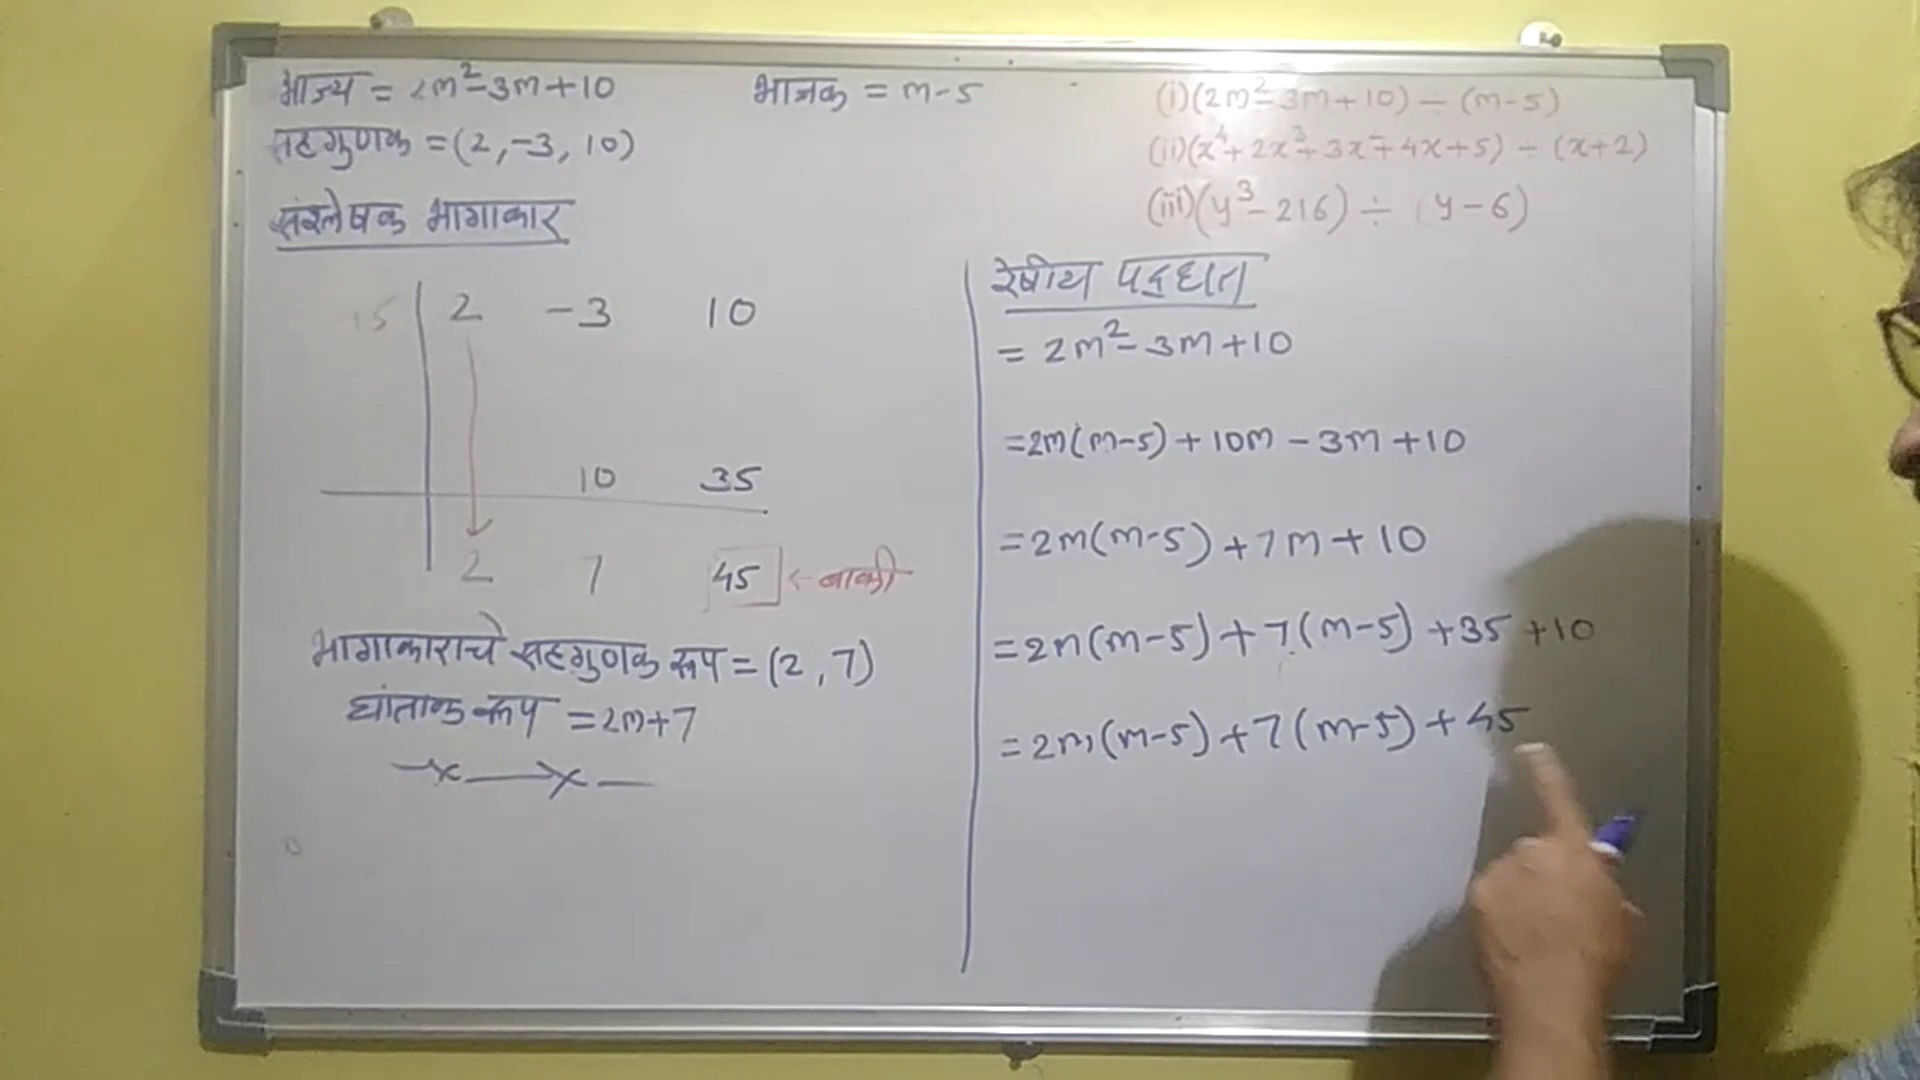 भाज्य = 2m²-3m+10 भाजक = m-5
सहगुणक =(2,-3, 10)
संश्लेषक भागाकार
15 2 -3 10
10 35
2 7 45 ← बाकी
भागाकाराचे सहगुणक रूप =(2, 7)
घांताक रूप =2m+7
(i)(2m²-3m+10) ÷ (m-5)
(ii)(x⁴+2x³+3x²+4x+5) ÷ (x+2)
(iii)(y³-216) ÷ (y-6)
रेषीय पद्धत
= 2m²-3m+10
=2m(m-5)+10m-3m+10
=2m(m-5)+7m+10
=2m(m-5)+7(m-5)+35+10
=2m(m-5)+7(m-5)+45